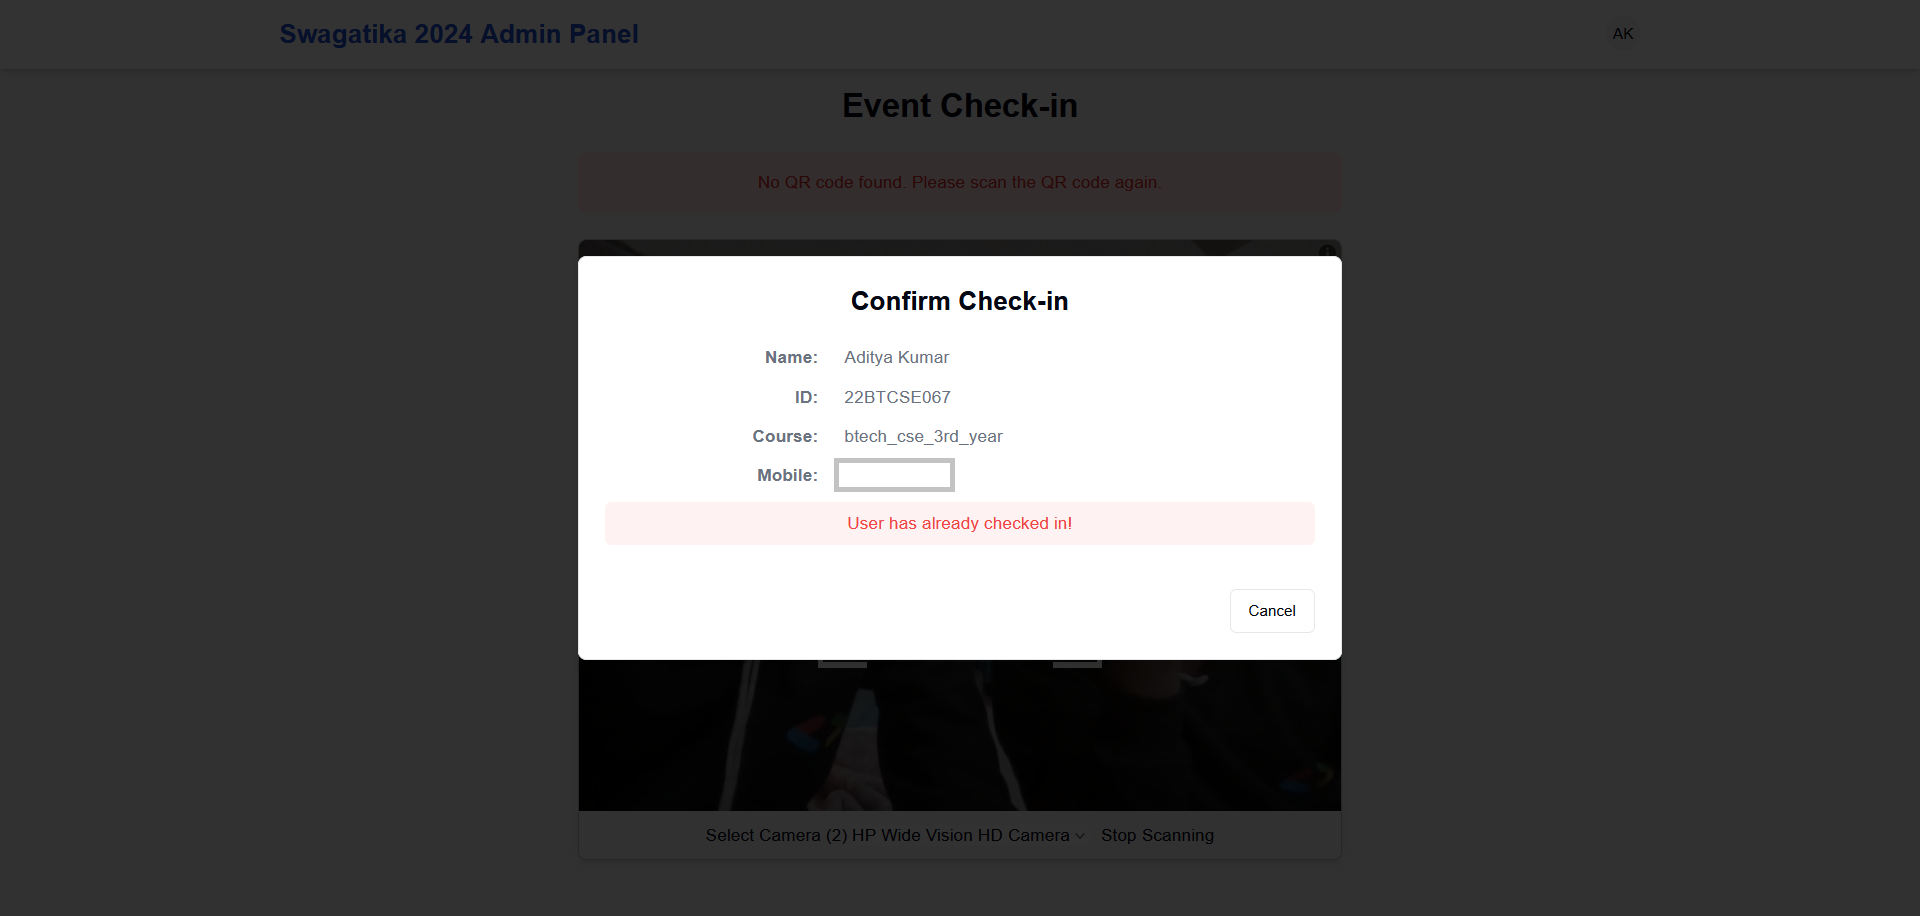 Swagatika 2024 Admin Panel
AK
Event Check-in
No QR code found. Please scan the QR code again.
Confirm Check-in
Name: Aditya Kumar
ID: 22BTCSE067
Course: btech_cse_3rd_year
Mobile:
User has already checked in!
Cancel
Select Camera (2) HP Wide Vision HD Camera Stop Scanning